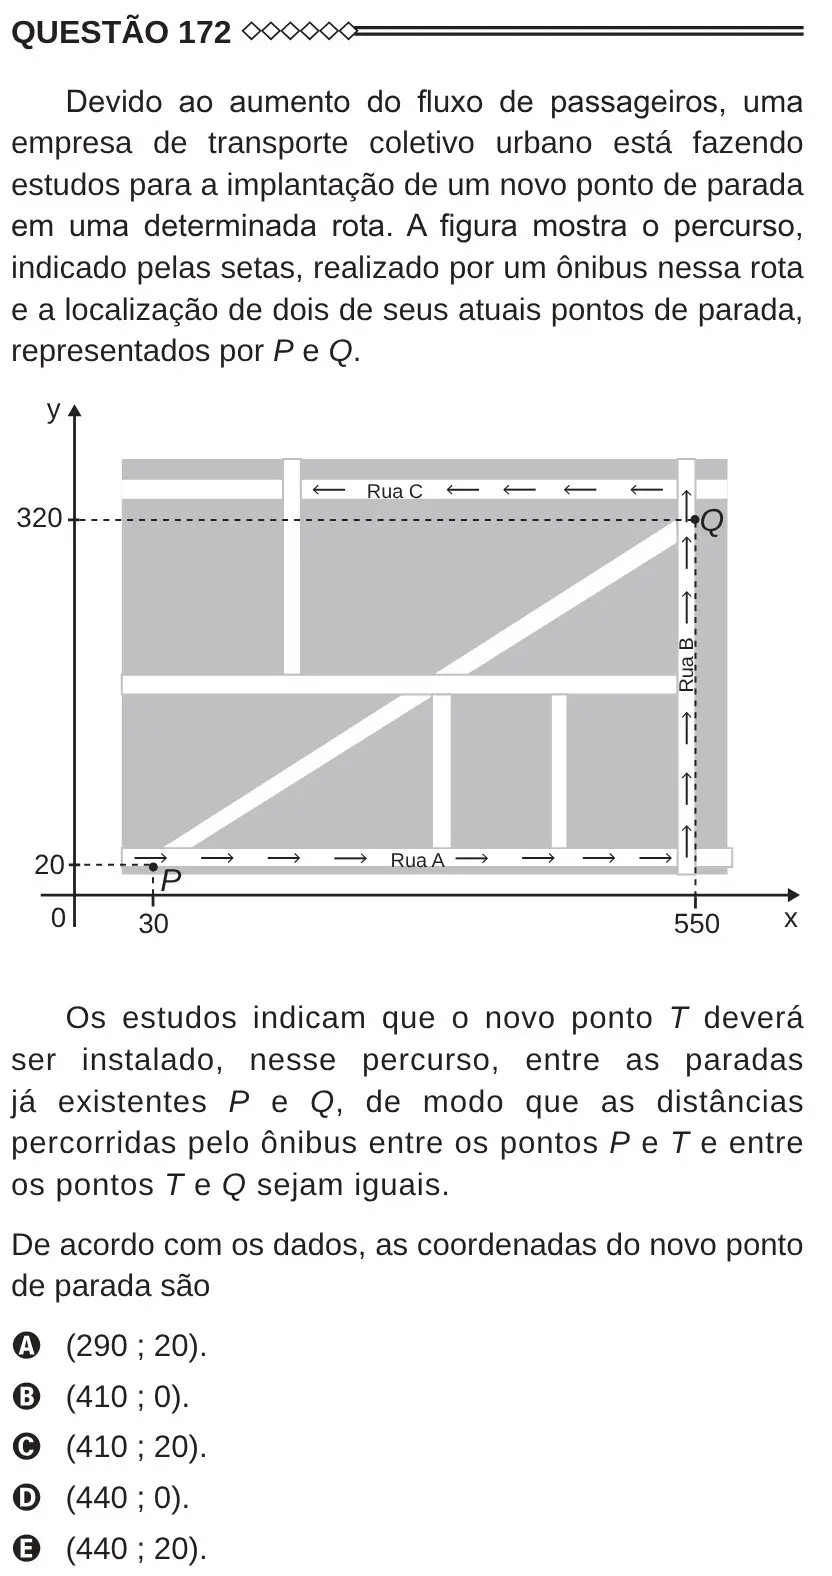 QUESTÃO 172
Devido ao aumento do fluxo de passageiros, uma
empresa de transporte coletivo urbano está fazendo
estudos para a implantação de um novo ponto de parada
em uma determinada rota. A figura mostra o percurso,
indicado pelas setas, realizado por um ônibus nessa rota
e a localização de dois de seus atuais pontos de parada,
representados por P e Q.
y
Rua C
320
Q
Rua B
Rua A
20
P
0
30
550
x
Os estudos indicam que o novo ponto T deverá
ser instalado, nesse percurso, entre as paradas
já existentes P e Q, de modo que as distâncias
percorridas pelo ônibus entre os pontos P e T e entre
os pontos T e Q sejam iguais.
De acordo com os dados, as coordenadas do novo ponto
de parada são
A (290 ; 20).
B (410 ; 0).
C (410 ; 20).
D (440 ; 0).
E (440 ; 20).